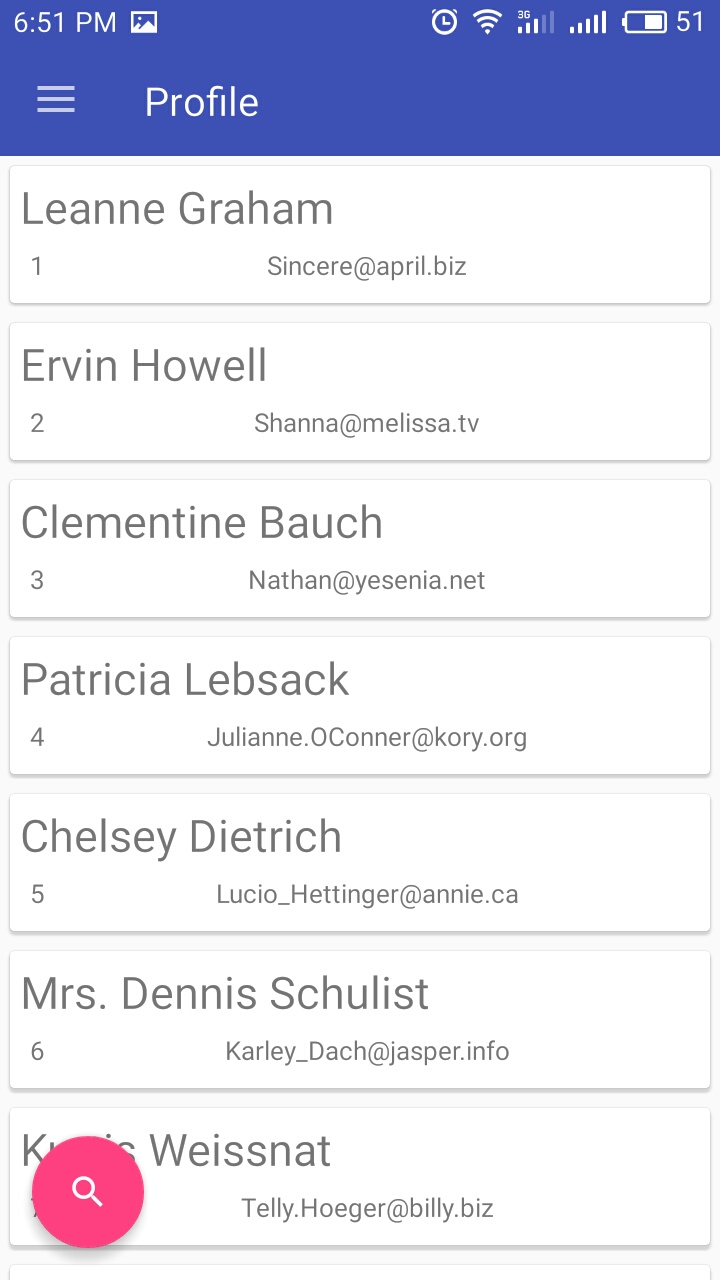 6:51 PM 3G 51
Profile
Leanne Graham
1 Sincere@april.biz
Ervin Howell
2 Shanna@melissa.tv
Clementine Bauch
3 Nathan@yesenia.net
Patricia Lebsack
4 Julianne.OConner@kory.org
Chelsey Dietrich
5 Lucio_Hettinger@annie.ca
Mrs. Dennis Schulist
6 Karley_Dach@jasper.info
Weissnat
Telly.Hoeger@billy.biz